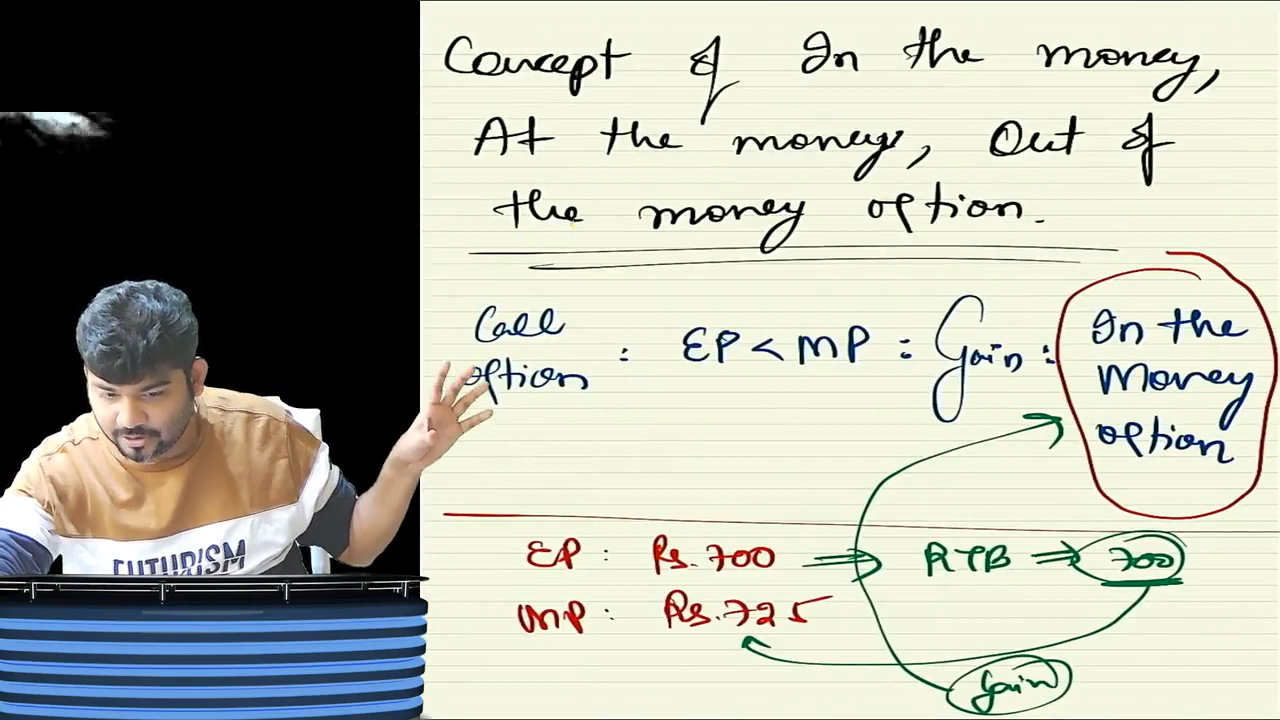 Concept of In the money,
At the money, Out of
the money option.
Call option : EP < MP : Gain : In the Money option
EP : Rs.700 ⇒ RTB ⇒ 700
MP : Rs.725
Gain
FUTURISM